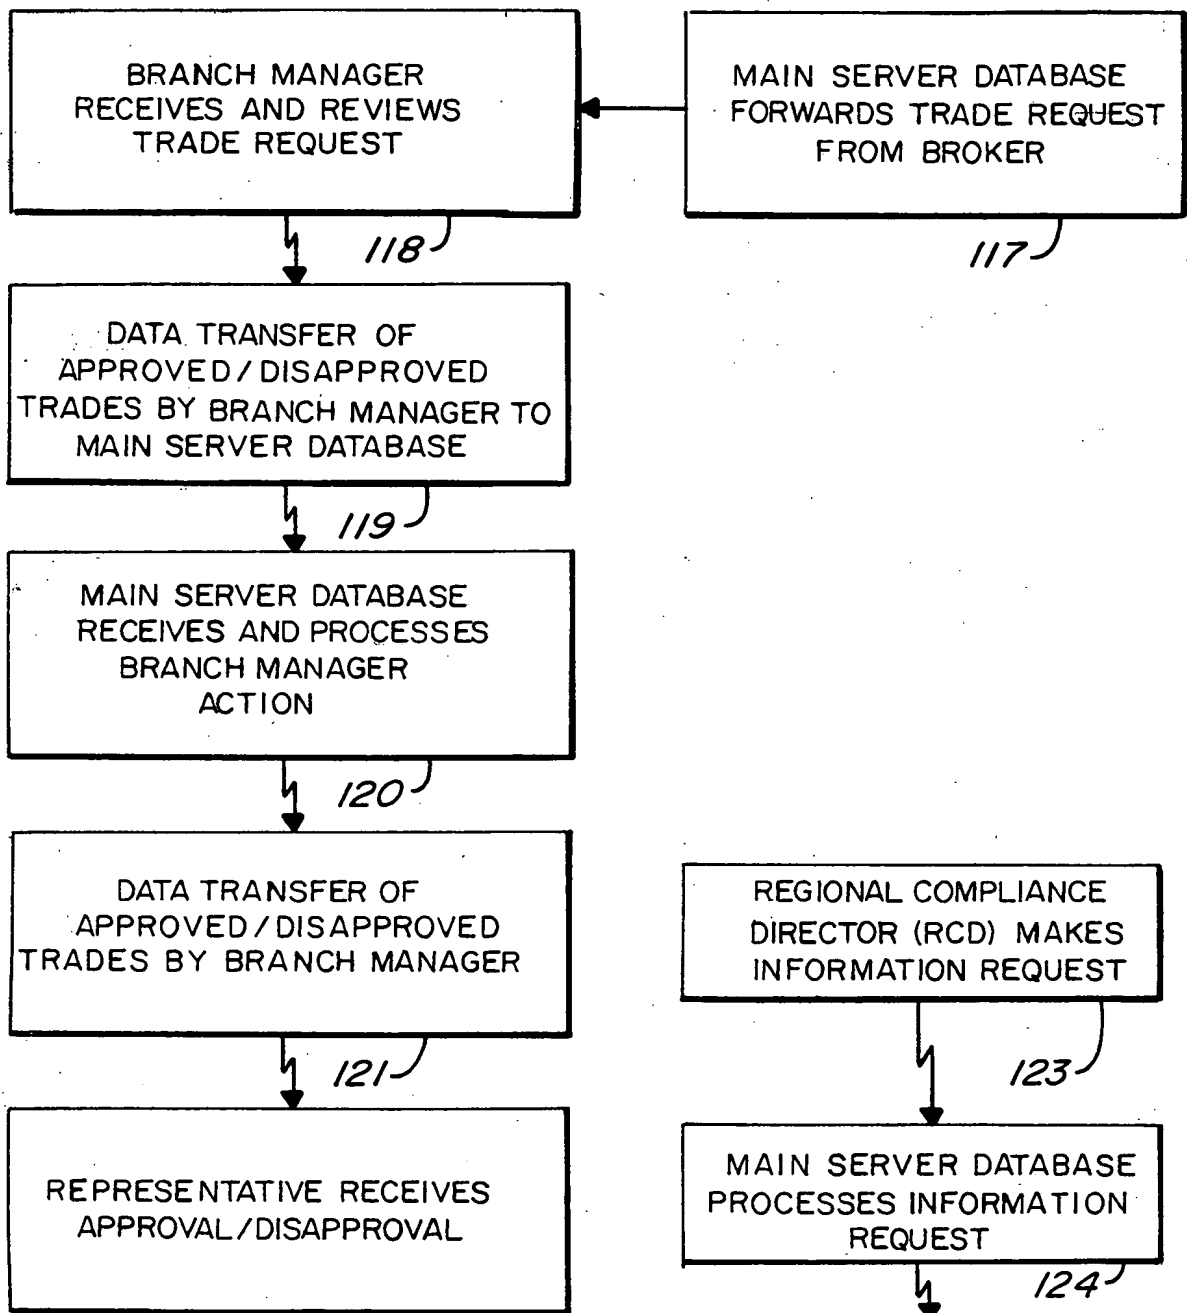 BRANCH MANAGER
RECEIVES AND REVIEWS
TRADE REQUEST
118
MAIN SERVER DATABASE
FORWARDS TRADE REQUEST
FROM BROKER
117
DATA TRANSFER OF
APPROVED/DISAPPROVED
TRADES BY BRANCH MANAGER TO
MAIN SERVER DATABASE
119
MAIN SERVER DATABASE
RECEIVES AND PROCESSES
BRANCH MANAGER
ACTION
120
DATA TRANSFER OF
APPROVED/DISAPPROVED
TRADES BY BRANCH MANAGER
121
REPRESENTATIVE RECEIVES
APPROVAL/DISAPPROVAL
REGIONAL COMPLIANCE
DIRECTOR (RCD) MAKES
INFORMATION REQUEST
123
MAIN SERVER DATABASE
PROCESSES INFORMATION
REQUEST
124